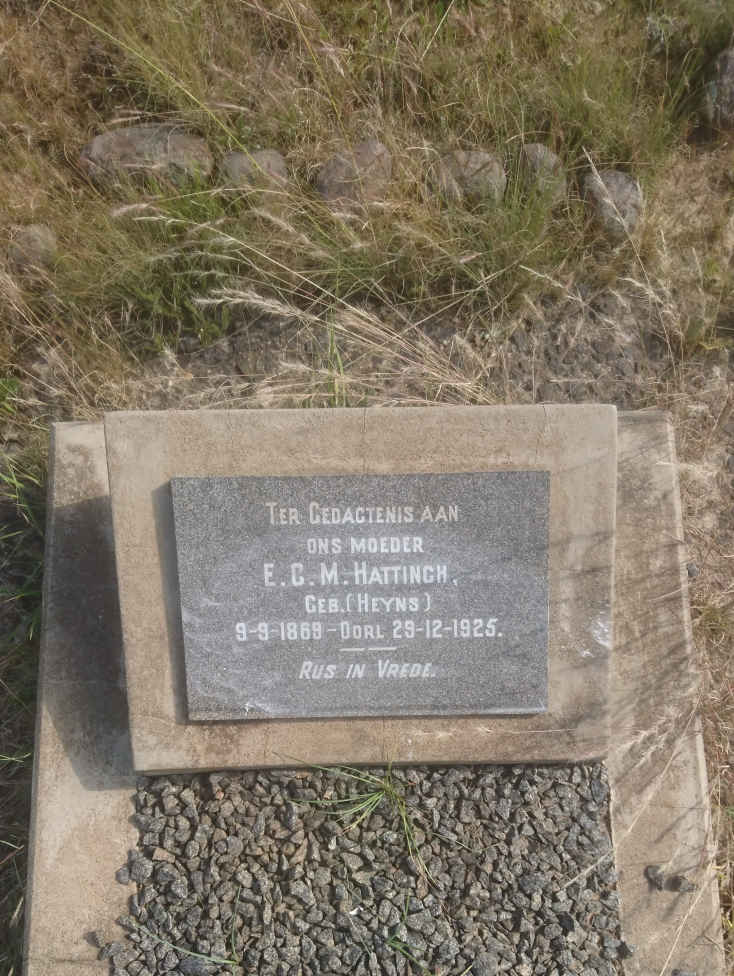 TER GEDAGTENIS AAN
ONS MOEDER
E.C.M. HATTINGH,
GEB.(HEYNS)
9-9-1869-OORL 29-12-1925.
RUS IN VREDE.